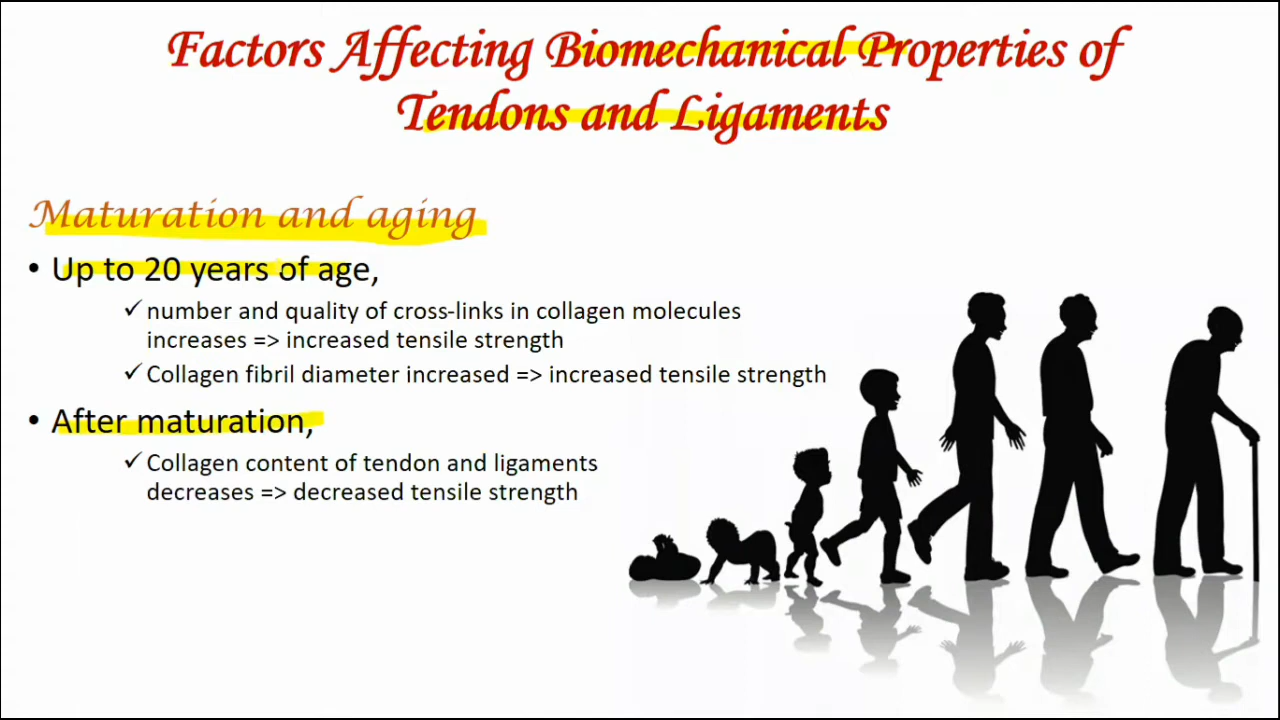 Factors Affecting Biomechanical Properties of
Tendons and Ligaments
Maturation and aging
• Up to 20 years of age,
✓ number and quality of cross-links in collagen molecules
increases => increased tensile strength
✓ Collagen fibril diameter increased => increased tensile strength
• After maturation,
✓ Collagen content of tendon and ligaments
decreases => decreased tensile strength